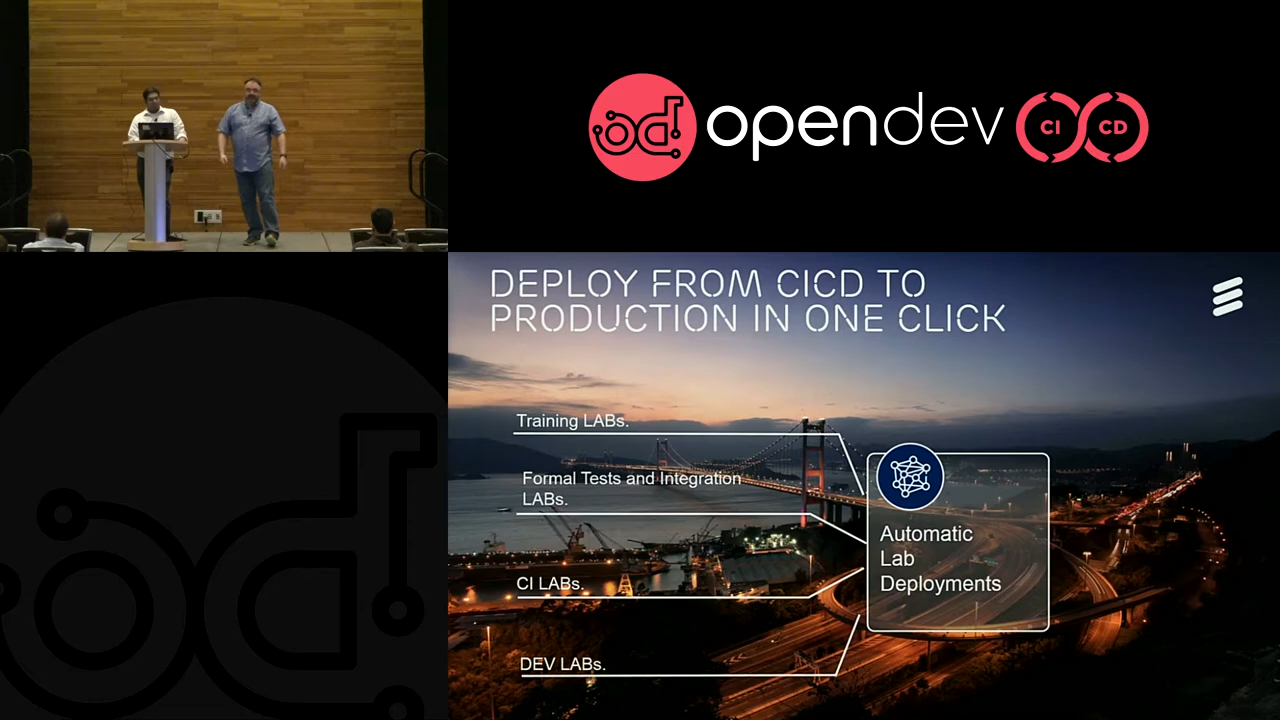 opendev
CI CD
DEPLOY FROM CICD TO
PRODUCTION IN ONE CLICK
Training LABs.
Formal Tests and Integration
LABs.
CI LABs.
DEV LABs.
Automatic
Lab
Deployments